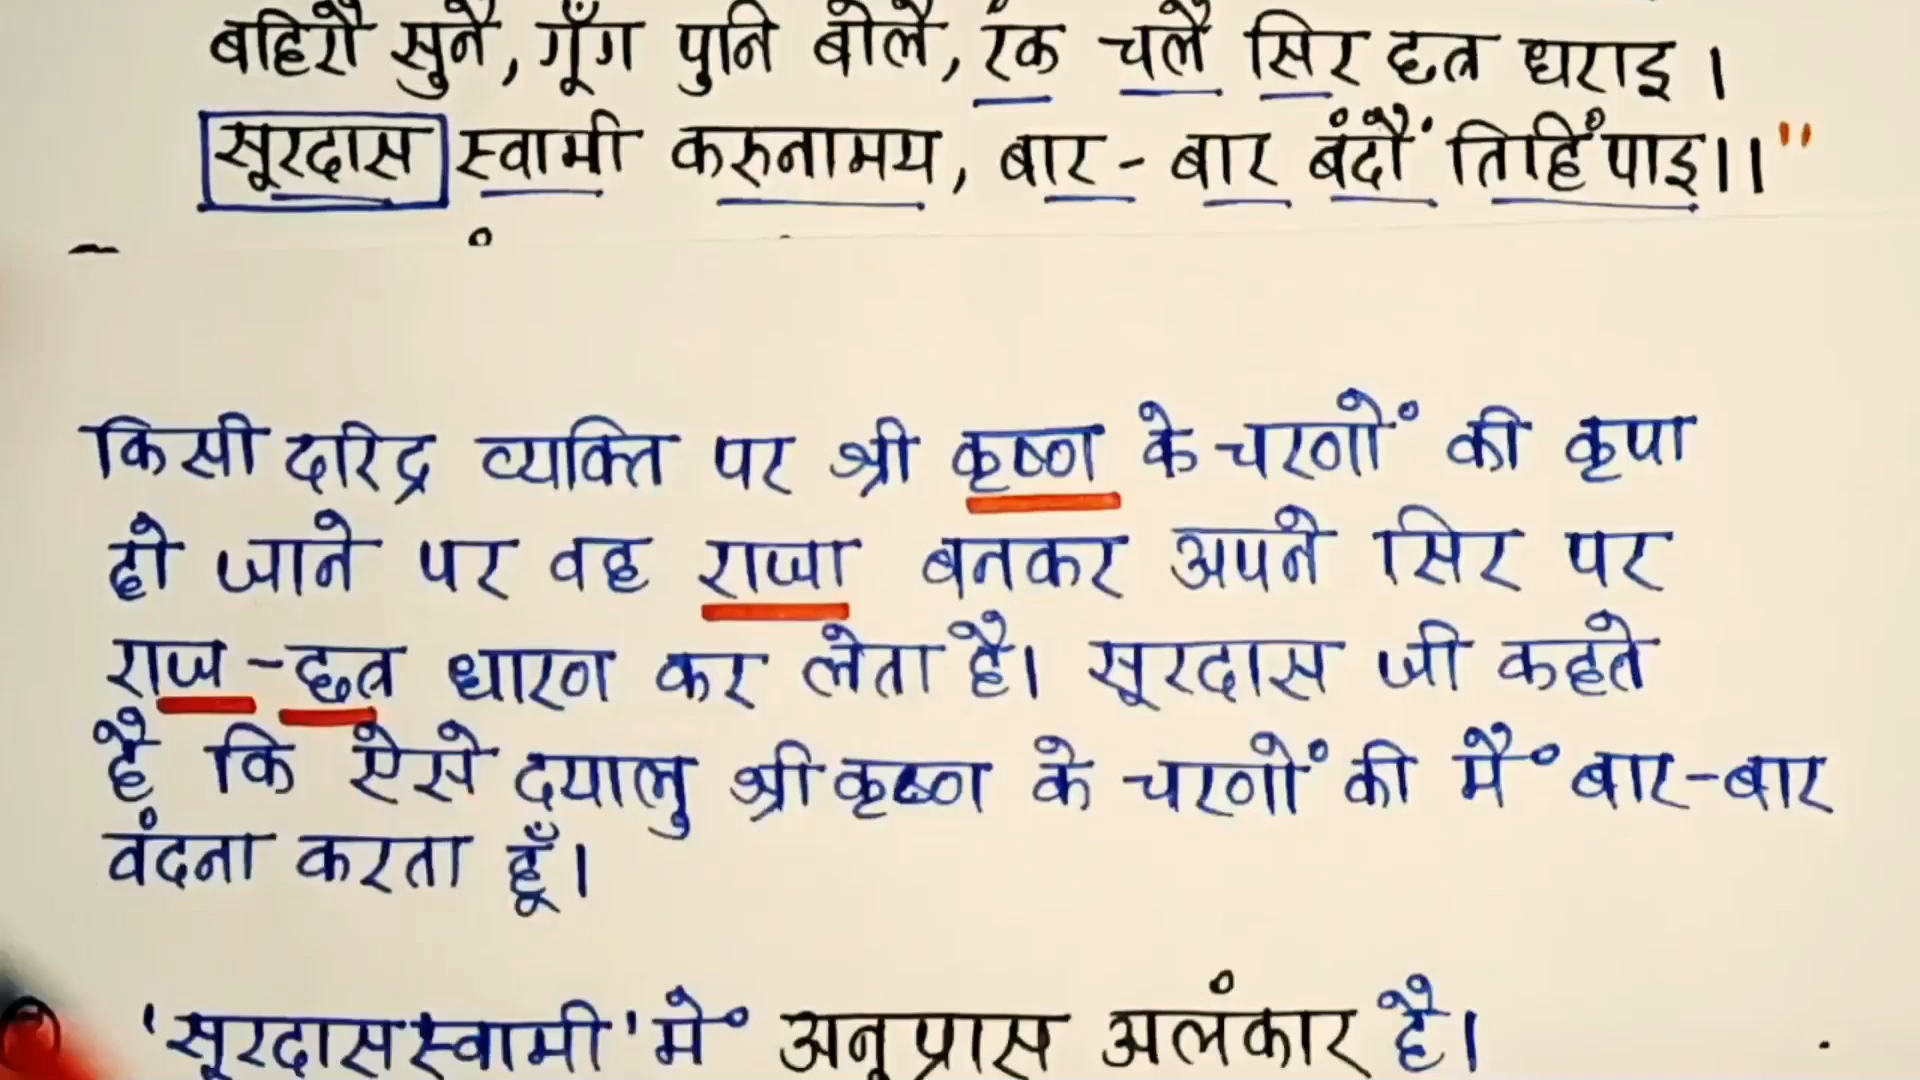 बहिरौ सुनै, गूँग पुनि बोलै, रंक चलै सिर छत्र धराइ ।
सूरदास स्वामी करुनामय, बार - बार बंदौं तिहिं पाइ।।"
किसी दरिद्र व्यक्ति पर श्री कृष्ण के चरणों की कृपा
हो जाने पर वह राजा बनकर अपने सिर पर
राज - छत्र धारण कर लेता है। सूरदास जी कहते
है कि ऐसे दयालु श्री कृष्ण के चरणों की मैं बार-बार
वंदना करता हूँ।
'सूरदास स्वामी' में अनुप्रास अलंकार है।